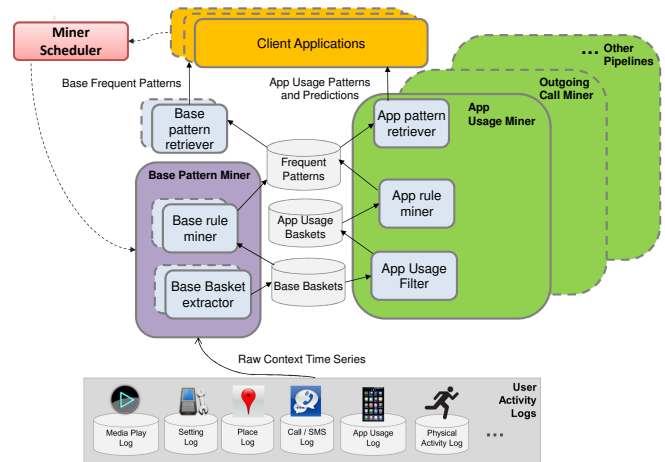 Miner
Scheduler
Client Applications
... Other
Pipelines
Base Frequent Patterns
App Usage Patterns
and Predictions
Outgoing
Call Miner
App
Usage Miner
Base
pattern
retriever
App pattern
retriever
Frequent
Patterns
Base Pattern Miner
Base rule
miner
App Usage
Baskets
App rule
miner
Base Basket
extractor
Base Baskets
App Usage
Filter
Raw Context Time Series
User
Activity
Logs
Media Play
Log
Setting
Log
Place
Log
Call / SMS
Log
App Usage
Log
Physical
Activity Log
...